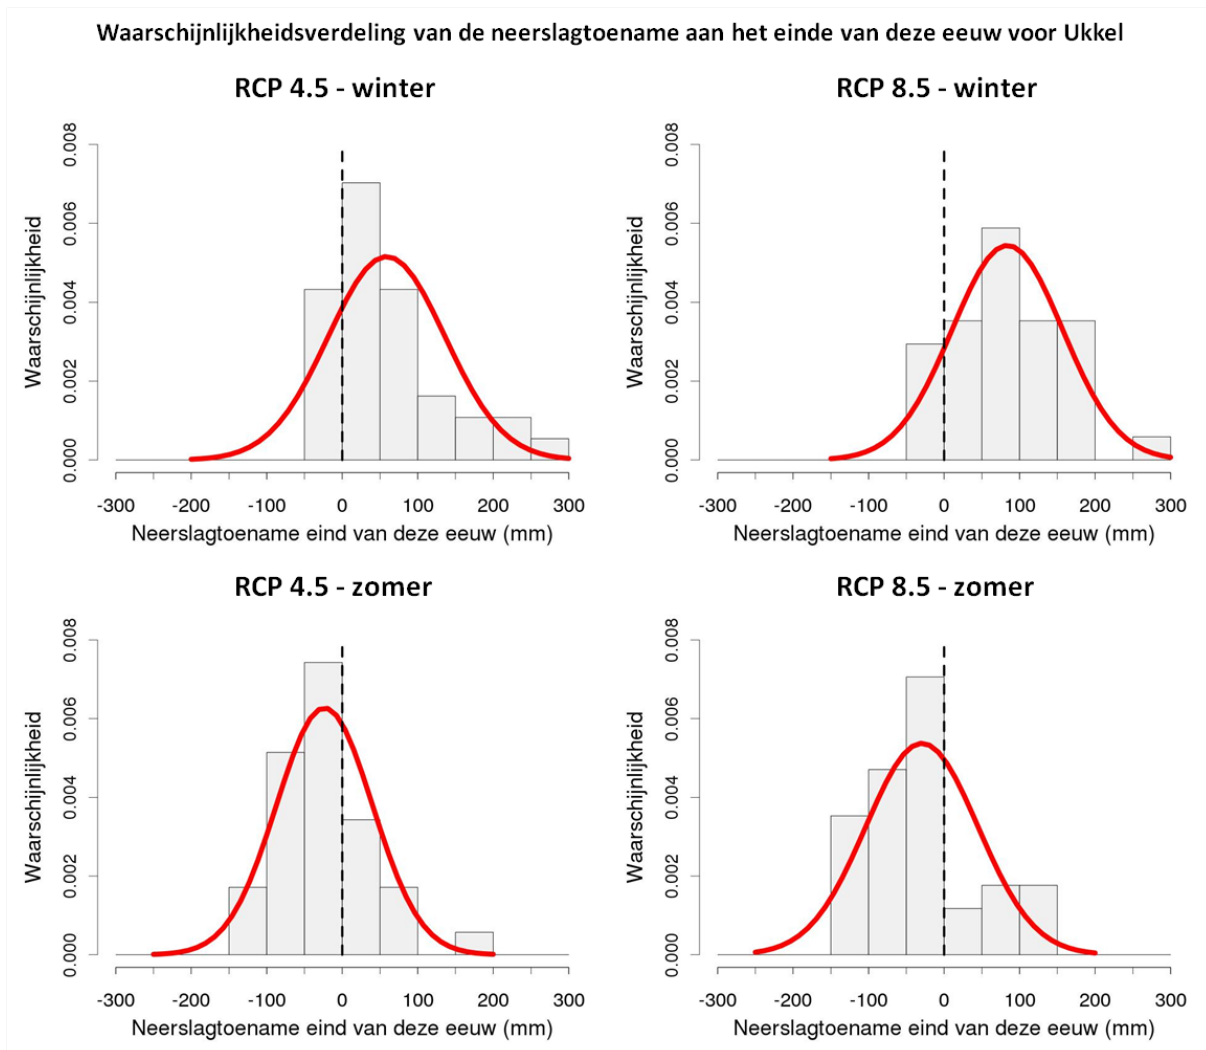 Waarschijnlijkheidsverdeling van de neerslagtoename aan het einde van deze eeuw voor Ukkel
RCP 4.5 - winter
Waarschijnlijkheid
0.008
0.006
0.004
0.002
0.000
-300 -200 -100 0 100 200 300
Neerslagtoename eind van deze eeuw (mm)
RCP 8.5 - winter
Waarschijnlijkheid
0.008
0.006
0.004
0.002
0.000
-300 -200 -100 0 100 200 300
Neerslagtoename eind van deze eeuw (mm)
RCP 4.5 - zomer
Waarschijnlijkheid
0.008
0.006
0.004
0.002
0.000
-300 -200 -100 0 100 200 300
Neerslagtoename eind van deze eeuw (mm)
RCP 8.5 - zomer
Waarschijnlijkheid
0.008
0.006
0.004
0.002
0.000
-300 -200 -100 0 100 200 300
Neerslagtoename eind van deze eeuw (mm)